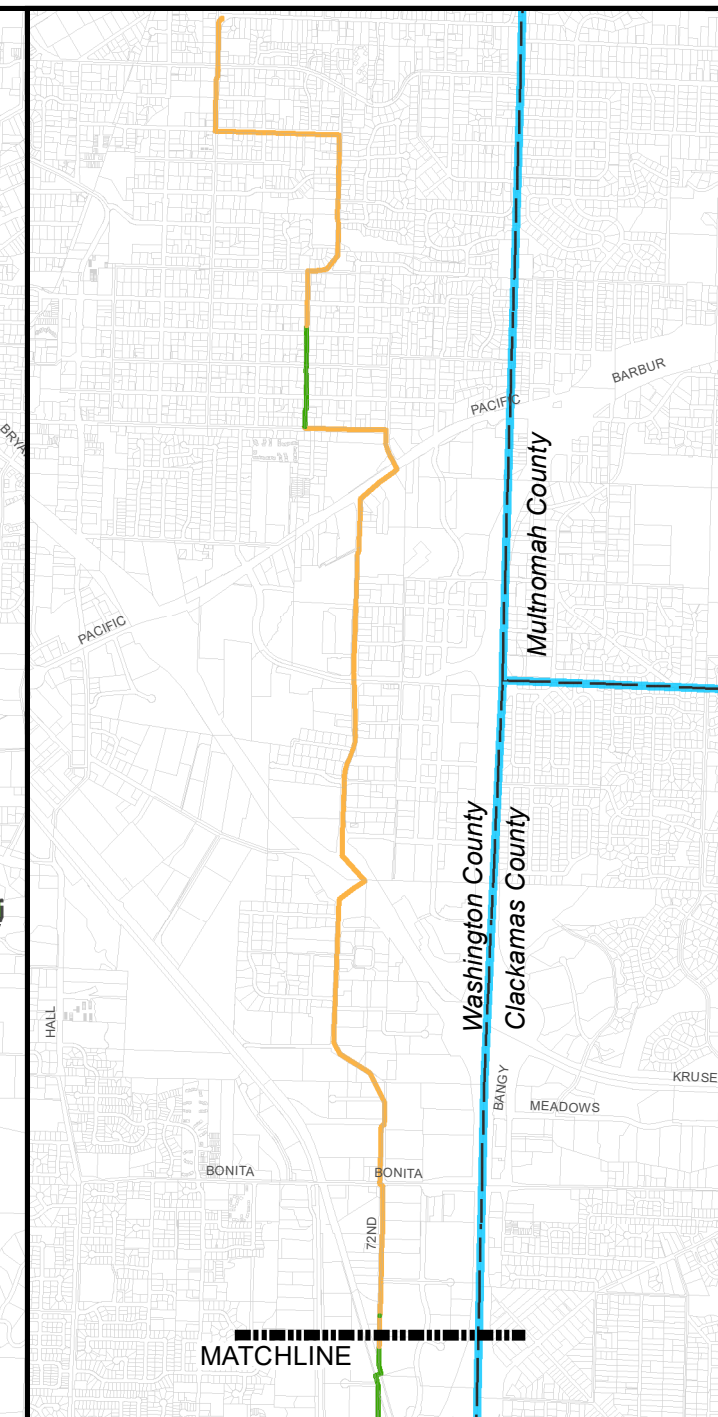 BARBUR
PACIFIC
Multnomah County
PACIFIC
Washington County
Clackamas County
HALL
BANGY
KRUSE
MEADOWS
BONITA
BONITA
72ND
MATCHLINE